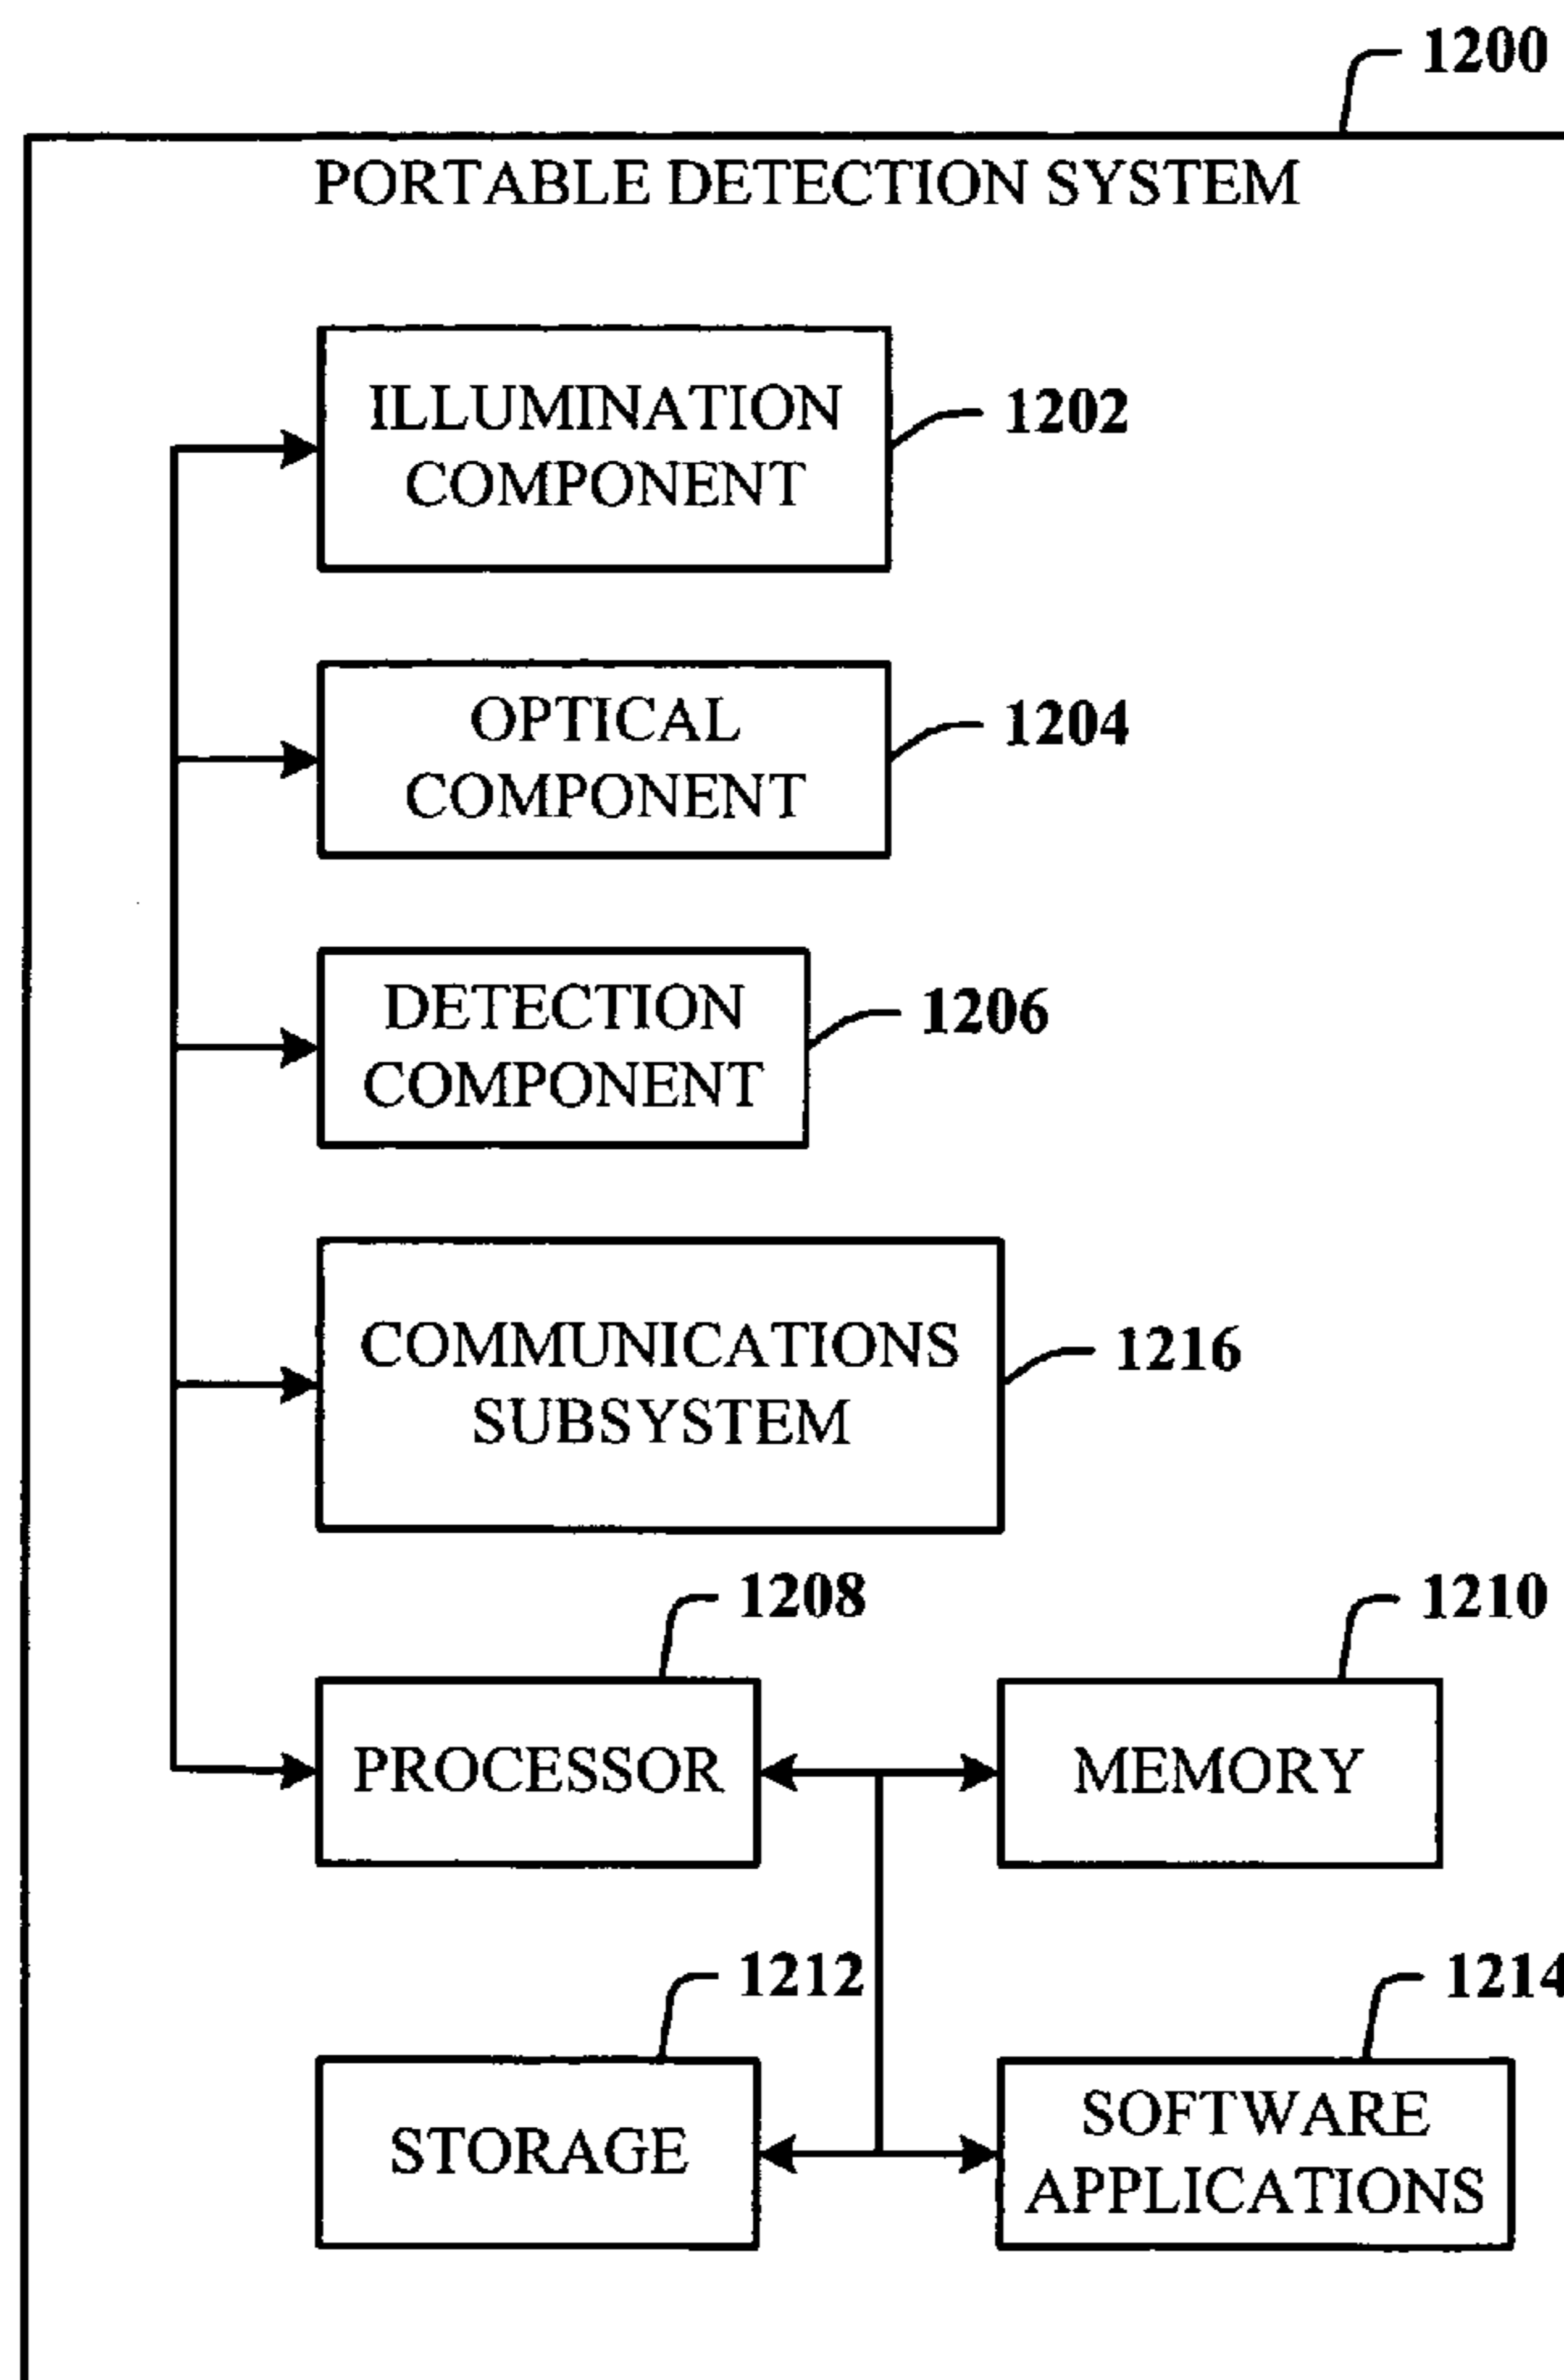 1200
PORTABLE DETECTION SYSTEM
ILLUMINATION
COMPONENT
1202
OPTICAL
COMPONENT
1204
DETECTION
COMPONENT
1206
COMMUNICATIONS
SUBSYSTEM
1216
1208
PROCESSOR
1210
MEMORY
1212
STORAGE
1214
SOFTWARE
APPLICATIONS